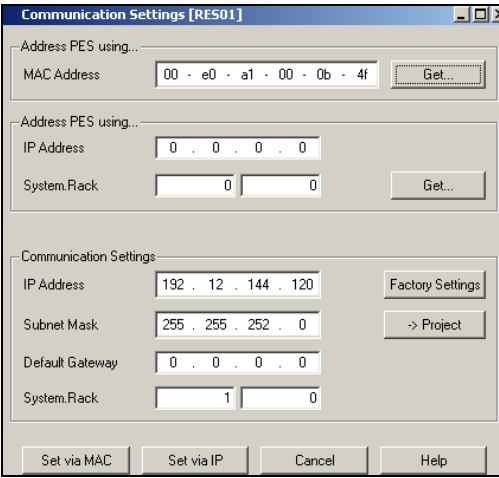 Communication Settings [RES01]
Address PES using...
MAC Address 00 - e0 - a1 - 00 - 0b - 4f Get...
Address PES using...
IP Address 0 . 0 . 0 . 0
System.Rack 0 0 Get...
Communication Settings
IP Address 192 . 12 . 144 . 120 Factory Settings
Subnet Mask 255 . 255 . 252 . 0 -> Project
Default Gateway 0 . 0 . 0 . 0
System.Rack 1 0
Set via MAC Set via IP Cancel Help